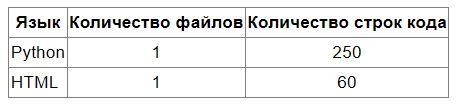 Язык Количество файлов Количество строк кода
Python 1 250
HTML 1 60